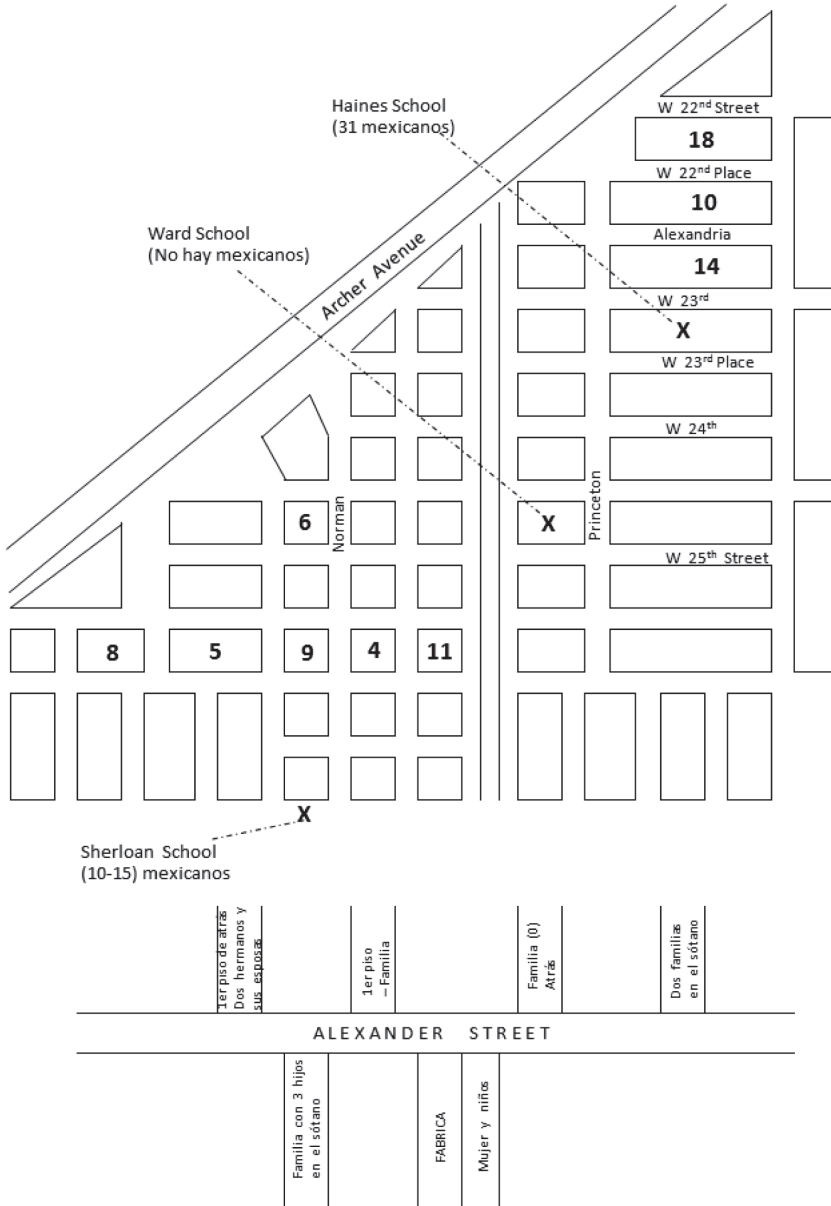 W 22nd Street
Haines School
(31 mexicanos)
18
W 22nd Place
10
Ward School
(No hay mexicanos)
Archer Avenue
Alexandria
14
W 23rd
X
W 23rd Place
W 24th
6
Norman
X
Princeton
W 25th Street
8
5
9
4
11
X
Sherloan School
(10-15) mexicanos
1er piso de atrás
Dos hermanos y
sus esposas
1er piso
– Familia
Familia (0)
Atrás
Dos familias
en el sótano
ALEXANDER STREET
Familia con 3 hijos
en el sótano
FABRICA
Mujer y niños